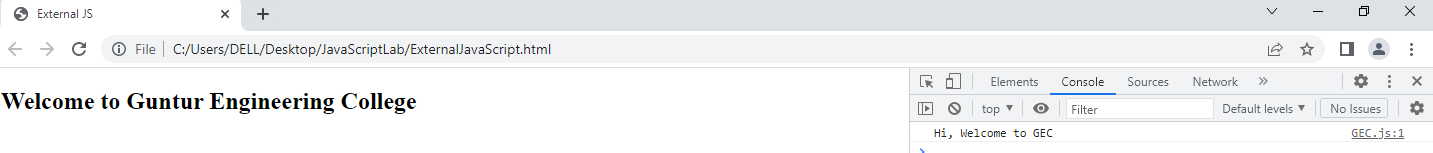 External JS
File C:/Users/DELL/Desktop/JavaScriptLab/ExternalJavaScript.html
Elements Console Sources Network
top Filter Default levels No Issues
Welcome to Guntur Engineering College
Hi, Welcome to GEC GEC.js:1